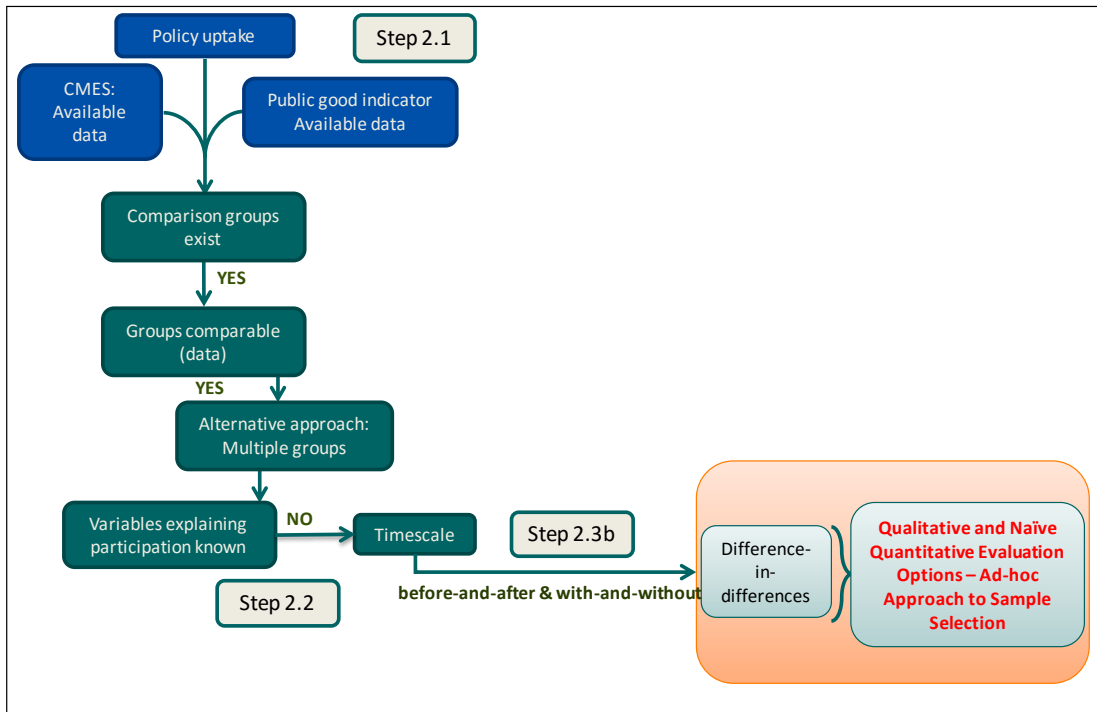 Policy uptake
Step 2.1
CMES:
Available
data
Public good indicator
Available data
Comparison groups
exist
YES
Groups comparable
(data)
YES
Alternative approach:
Multiple groups
Variables explaining
participation known
NO
Timescale
Step 2.2
Step 2.3b
before-and-after & with-and-without
Difference-
in-
differences
Qualitative and Naïve
Quantitative Evaluation
Options – Ad-hoc
Approach to Sample
Selection